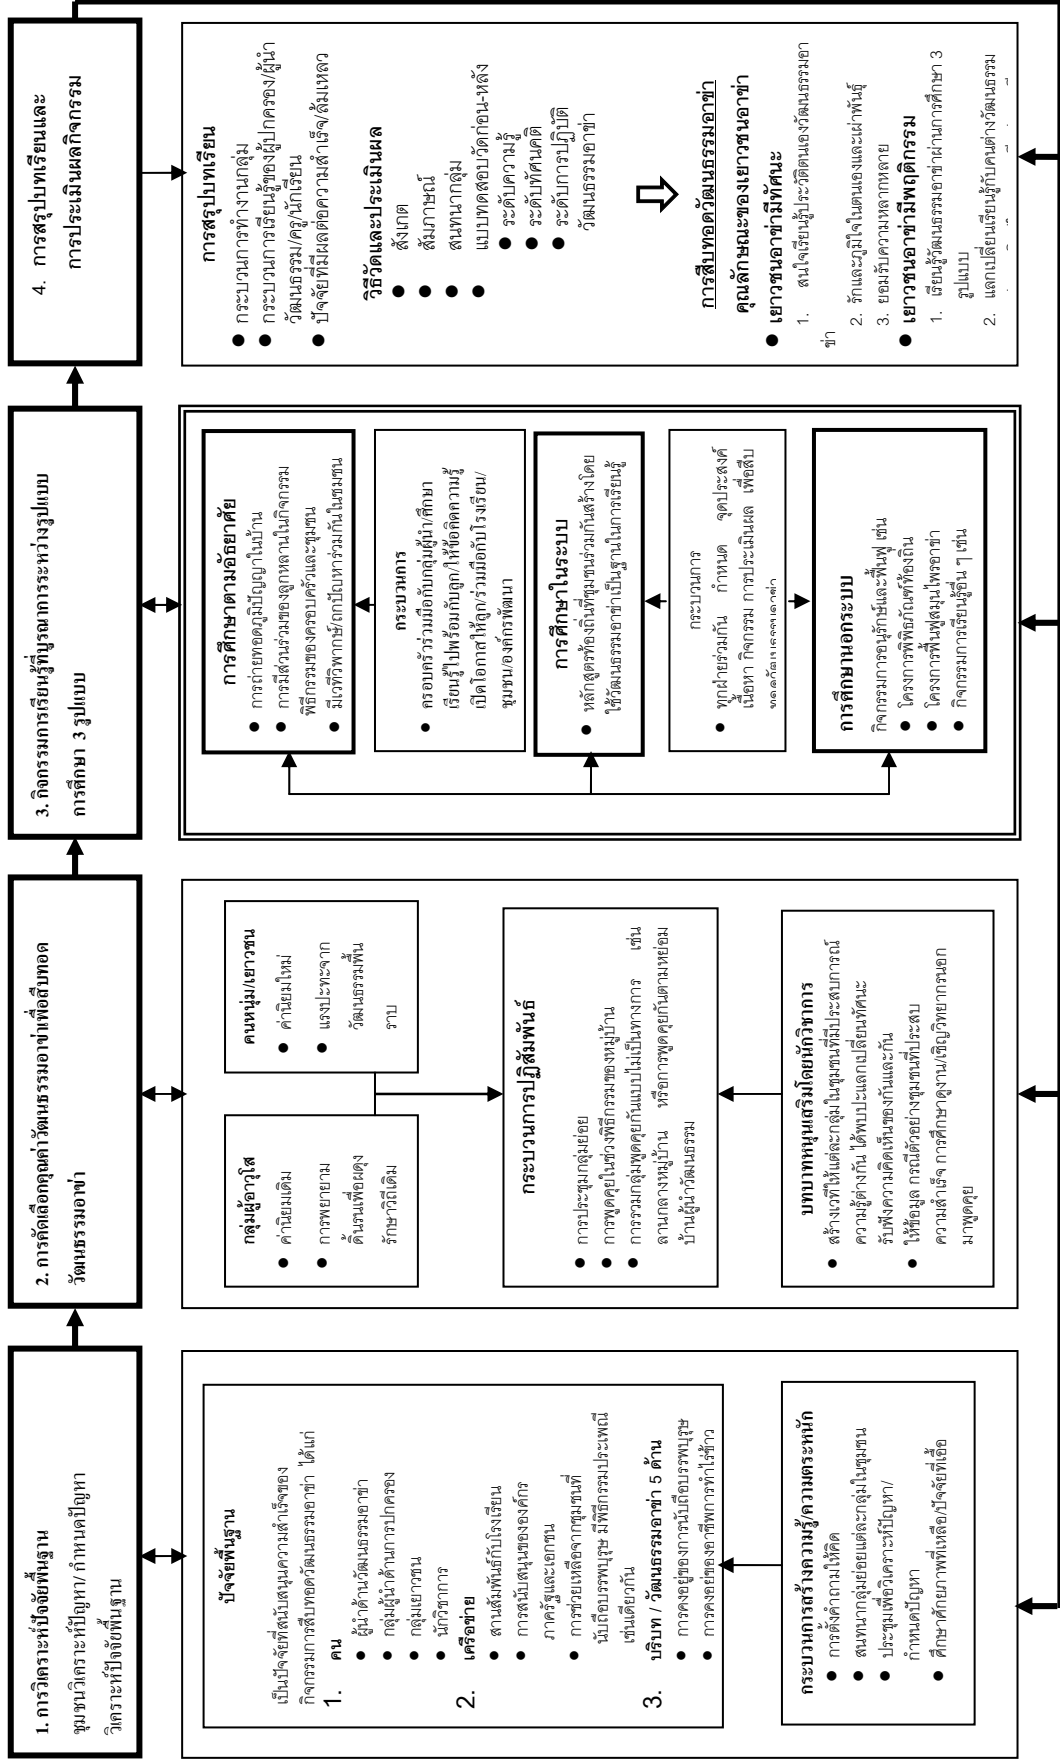 1. การวิเคราะห์ปัจจัยพื้นฐาน
ชุมชนวิเคราะห์ปัญหา/ กำหนดปัญหา
วิเคราะห์ปัจจัยพื้นฐาน
ปัจจัยพื้นฐาน
เป็นปัจจัยที่สนับสนุนความสำเร็จของ
กิจกรรมการสืบทอดวัฒนธรรมอาข่า ได้แก่
1. คน
● ผู้นำด้านวัฒนธรรมอาข่า
● กลุ่มผู้นำด้านการปกครอง
● กลุ่มเยาวชน
● นักวิชาการ
2. เครือข่าย
● สานสัมพันธ์กับโรงเรียน
● การสนับสนุนขององค์กร
ภาครัฐและเอกชน
● การช่วยเหลือจากชุมชนที่
นับถือบรรพบุรุษ มีพิธีกรรมประเพณี
เช่นเดียวกัน
3. บริบท / วัฒนธรรมอาข่า 5 ด้าน
● การคงอยู่ของการนับถือบรรพบุรุษ
● การคงอยู่ของอาชีพการทำไร่ข้าว
กระบวนการสร้างความรู้/ความตระหนัก
● การตั้งคำถามให้คิด
● สนทนากลุ่มย่อยแต่ละกลุ่มในชุมชน
● ประชุมเพื่อวิเคราะห์ปัญหา/
กำหนดปัญหา
● ศึกษาศักยภาพที่เหลือ/ปัจจัยที่เอื้อ
2. การคัดเลือกคุณค่าวัฒนธรรมอาข่าเพื่อสืบทอด
วัฒนธรรมอาข่า
กลุ่มผู้อาวุโส
● ค่านิยมเดิม
● การพยายาม
ดิ้นรนเพื่อผดุง
รักษาวิถีเดิม
คนหนุ่ม/เยาวชน
● ค่านิยมใหม่
● แรงปะทะจาก
วัฒนธรรมพื้น
ราบ
กระบวนการปฏิสัมพันธ์
● การประชุมกลุ่มย่อย
● การพูดคุยในช่วงพิธีกรรมของหมู่บ้าน
● การรวมกลุ่มพูดคุยกันแบบไม่เป็นทางการ เช่น
ลานกลางหมู่บ้าน หรือการพูดคุยกันตามหย่อม
บ้านผู้นำวัฒนธรรม
บทบาทหนุนเสริมโดยนักวิชาการ
● สร้างเวทีให้แต่ละกลุ่มในชุมชนที่มีประสบการณ์
ความรู้ต่างกัน ได้พบปะแลกเปลี่ยนทัศนะ
รับฟังความคิดเห็นของกันและกัน
● ให้ข้อมูล กรณีตัวอย่างชุมชนที่ประสบ
ความสำเร็จ การศึกษาดูงาน/เชิญวิทยากรนอก
มาพูดคุย
3. กิจกรรมการเรียนรู้ที่บูรณาการระหว่างรูปแบบ
การศึกษา 3 รูปแบบ
การศึกษาตามอัธยาศัย
● การถ่ายทอดภูมิปัญญาในบ้าน
● การมีส่วนร่วมของลูกหลานในกิจกรรม
พิธีกรรมของครอบครัวและชุมชน
● มีเวทีวิพากษ์/ถกปัญหาร่วมกันในชุมชน
กระบวนการ
● ครอบครัวร่วมมือกับกลุ่มผู้นำ/ศึกษา
เรียนรู้ไปพร้อมกับลูก/ให้ข้อคิดความรู้
เปิดโอกาสให้ลูก/ร่วมมือกับโรงเรียน/
ชุมชน/องค์กรพัฒนา
การศึกษาในระบบ
● หลักสูตรท้องถิ่นที่ชุมชนร่วมกันสร้างโดย
ใช้วัฒนธรรมอาข่าเป็นฐานในการเรียนรู้
กระบวนการ
● ทุกฝ่ายร่วมกัน กำหนด จุดประสงค์
เนื้อหา กิจกรรม การประเมินผล เพื่อสืบ
ทอดวัฒนธรรมอาข่า
การศึกษานอกระบบ
กิจกรรมการอนุรักษ์และฟื้นฟู เช่น
● โครงการพิพิธภัณฑ์ท้องถิ่น
● โครงการฟื้นฟูสมุนไพรอาข่า
● กิจกรรมการเรียนรู้อื่น ๆ เช่น
4. การสรุปบทเรียนและ
การประเมินผลกิจกรรม
การสรุปบทเรียน
● กระบวนการทำงานกลุ่ม
● กระบวนการเรียนรู้ของผู้ปกครอง/ผู้นำ
วัฒนธรรม/ครู/นักเรียน
● ปัจจัยที่มีผลต่อความสำเร็จ/ล้มเหลว
วิธีวัดและประเมินผล
● สังเกต
● สัมภาษณ์
● สนทนากลุ่ม
● แบบทดสอบวัดก่อน-หลัง
● ระดับความรู้
● ระดับทัศนคติ
● ระดับการปฏิบัติ
วัฒนธรรมอาข่า
การสืบทอดวัฒนธรรมอาข่า
คุณลักษณะของเยาวชนอาข่า
● เยาวชนอาข่ามีทัศนะ
1. สนใจเรียนรู้ประวัติตนเองวัฒนธรรมอา
ข่า
2. รักและภูมิใจในตนเองและเผ่าพันธุ์
3. ยอมรับความหลากหลาย
● เยาวชนอาข่ามีพฤติกรรม
1. เรียนรู้วัฒนธรรมอาข่าผ่านการศึกษา 3
รูปแบบ
2. แลกเปลี่ยนเรียนรู้กับคนต่างวัฒนธรรม